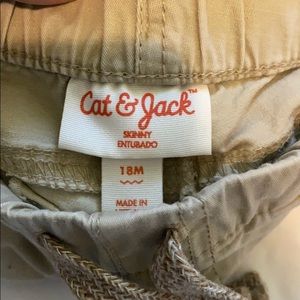 Cat & Jack™
SKINNY
ENTUBADO
18M
MADE IN